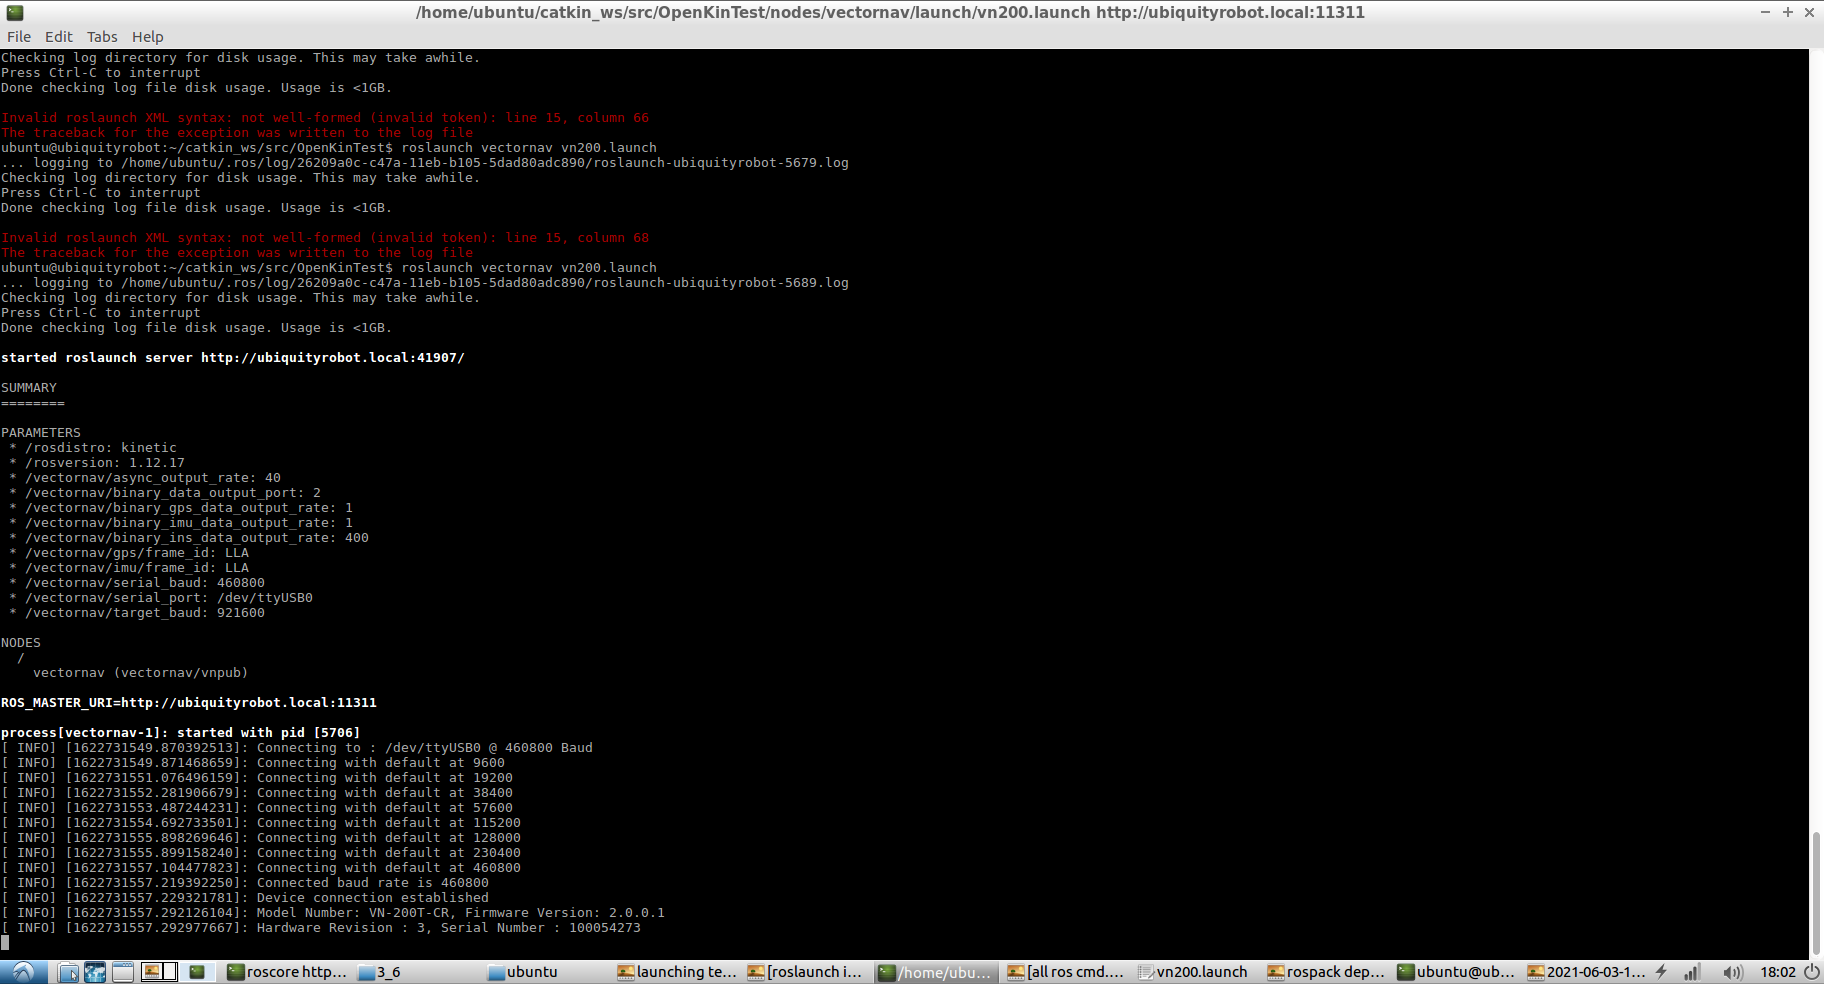 /home/ubuntu/catkin_ws/src/OpenKinTest/nodes/vectornav/launch/vn200.launch http://ubiquityrobot.local:11311
File Edit Tabs Help
Checking log directory for disk usage. This may take awhile.
Press Ctrl-C to interrupt
Done checking log file disk usage. Usage is <1GB.
Invalid roslaunch XML syntax: not well-formed (invalid token): line 15, column 66
The traceback for the exception was written to the log file
ubuntu@ubiquityrobot:~/catkin_ws/src/OpenKinTest$ roslaunch vectornav vn200.launch
... logging to /home/ubuntu/.ros/log/26209a0c-c47a-11eb-b105-5dad80adc890/roslaunch-ubiquityrobot-5679.log
Checking log directory for disk usage. This may take awhile.
Press Ctrl-C to interrupt
Done checking log file disk usage. Usage is <1GB.
Invalid roslaunch XML syntax: not well-formed (invalid token): line 15, column 68
The traceback for the exception was written to the log file
ubuntu@ubiquityrobot:~/catkin_ws/src/OpenKinTest$ roslaunch vectornav vn200.launch
... logging to /home/ubuntu/.ros/log/26209a0c-c47a-11eb-b105-5dad80adc890/roslaunch-ubiquityrobot-5689.log
Checking log directory for disk usage. This may take awhile.
Press Ctrl-C to interrupt
Done checking log file disk usage. Usage is <1GB.
started roslaunch server http://ubiquityrobot.local:41907/
SUMMARY
========
PARAMETERS
* /rosdistro: kinetic
* /rosversion: 1.12.17
* /vectornav/async_output_rate: 40
* /vectornav/binary_data_output_port: 2
* /vectornav/binary_gps_data_output_rate: 1
* /vectornav/binary_imu_data_output_rate: 1
* /vectornav/binary_ins_data_output_rate: 400
* /vectornav/gps/frame_id: LLA
* /vectornav/imu/frame_id: LLA
* /vectornav/serial_baud: 460800
* /vectornav/serial_port: /dev/ttyUSB0
* /vectornav/target_baud: 921600
NODES
/
vectornav (vectornav/vnpub)
ROS_MASTER_URI=http://ubiquityrobot.local:11311
process[vectornav-1]: started with pid [5706]
[ INFO] [1622731549.870392513]: Connecting to : /dev/ttyUSB0 @ 460800 Baud
[ INFO] [1622731549.871468659]: Connecting with default at 9600
[ INFO] [1622731551.076496159]: Connecting with default at 19200
[ INFO] [1622731552.281906679]: Connecting with default at 38400
[ INFO] [1622731553.487244231]: Connecting with default at 57600
[ INFO] [1622731554.692733501]: Connecting with default at 115200
[ INFO] [1622731555.898269646]: Connecting with default at 128000
[ INFO] [1622731555.899158240]: Connecting with default at 230400
[ INFO] [1622731557.104477823]: Connecting with default at 460800
[ INFO] [1622731557.219392250]: Connected baud rate is 460800
[ INFO] [1622731557.229321781]: Device connection established
[ INFO] [1622731557.292126104]: Model Number: VN-200T-CR, Firmware Version: 2.0.0.1
[ INFO] [1622731557.292977667]: Hardware Revision : 3, Serial Number : 100054273
roscore http... 3_6 ubuntu launching te... [roslaunch i... /home/ubu... [all ros cmd.... vn200.launch rospack dep... ubuntu@ub... 2021-06-03-1... 18:02